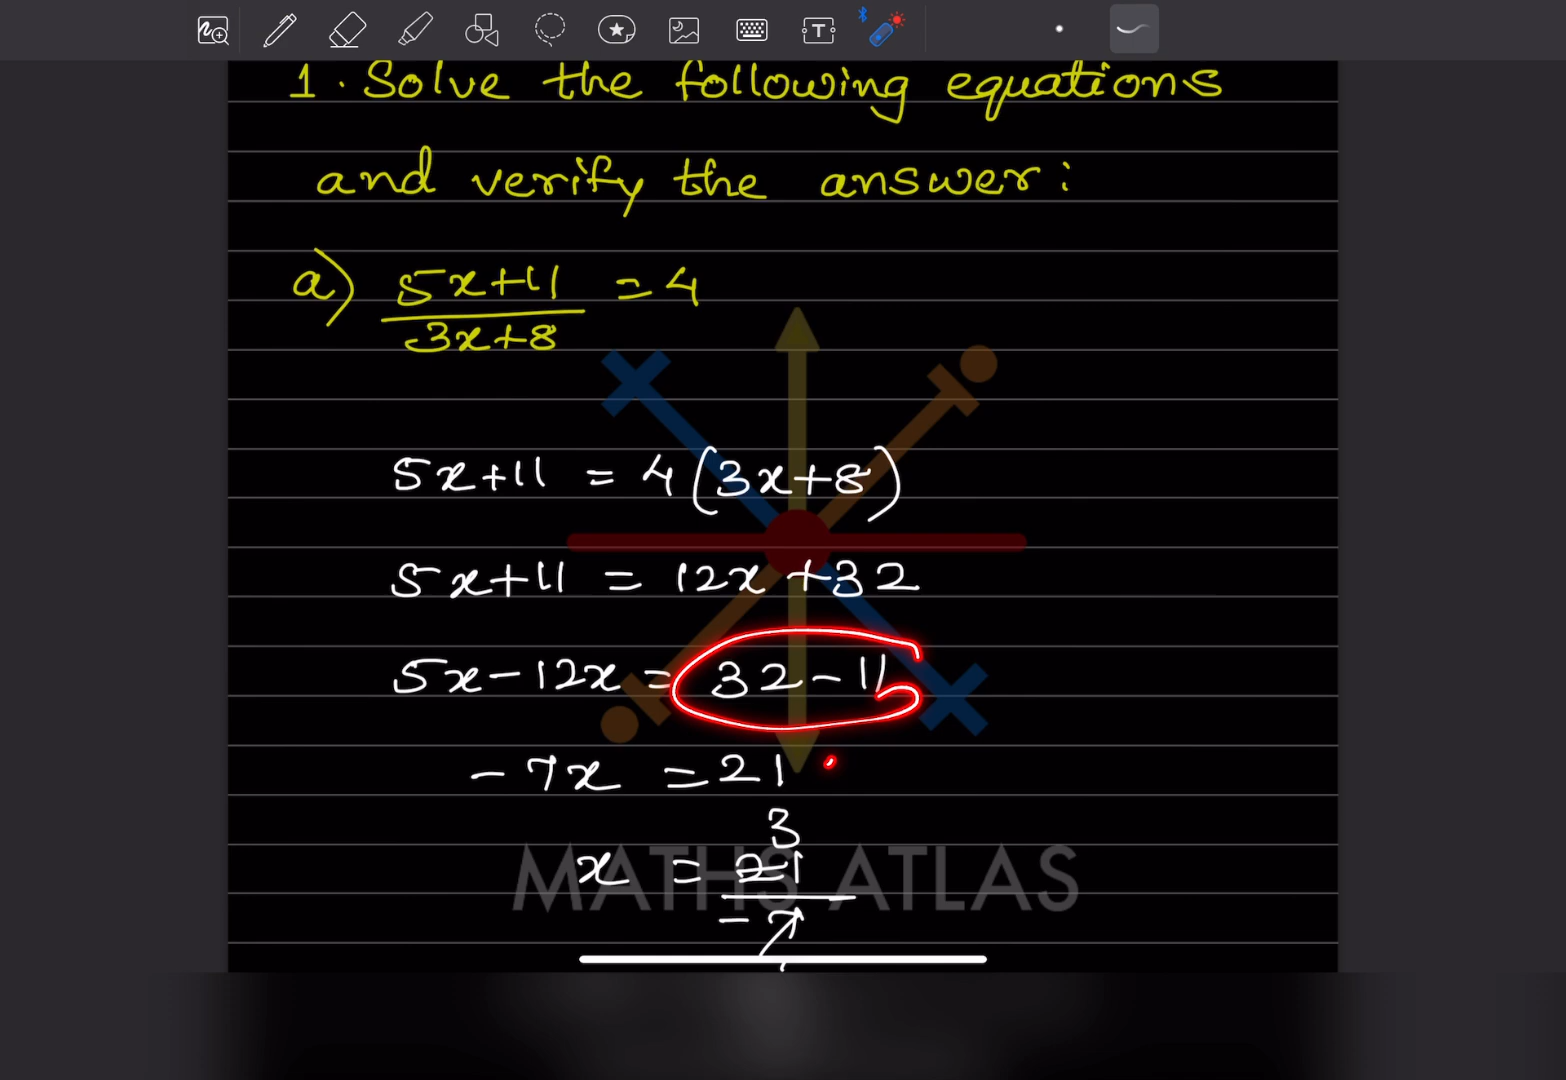 1. Solve the following equations
and verify the answer:
a) 5x+11 = 4
3x+8
5x+11 = 4(3x+8)
5x+11 = 12x+32
5x-12x = 32-11
-7x = 21
3
x = 21
-7
MATHS ATLAS